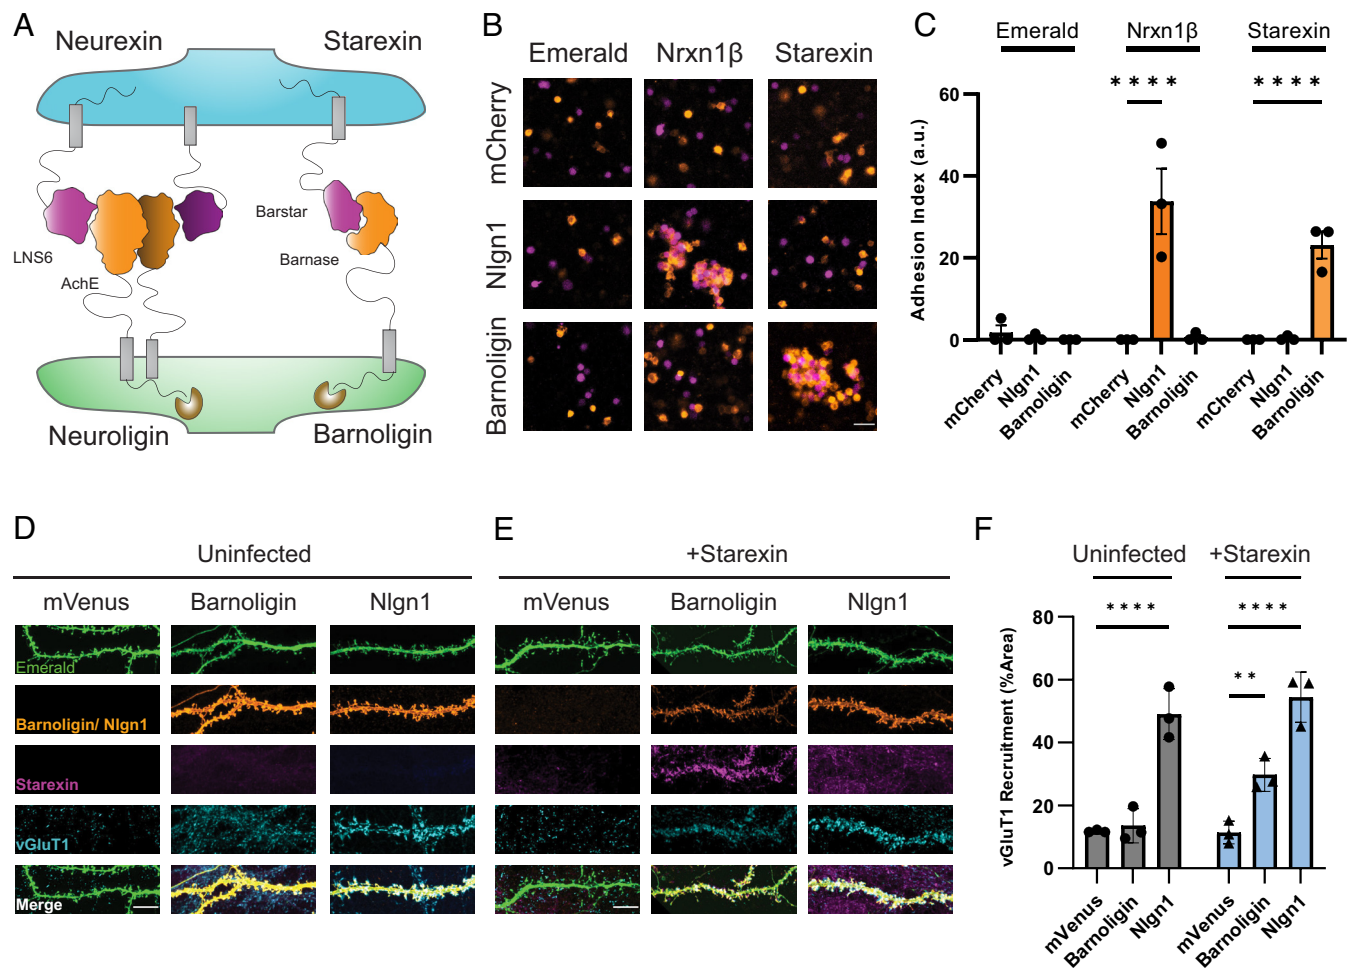 A
Neurexin
Starexin
LNS6
AchE
Barstar
Barnase
Neuroligin
Barnoligin
B
Emerald
Nrxn1β
Starexin
mCherry
Nlgn1
Barnoligin
C
Emerald
Nrxn1β
Starexin
****
****
Adhesion Index (a.u.)
60
40
20
0
mCherry
Nlgn1
Barnoligin
mCherry
Nlgn1
Barnoligin
mCherry
Nlgn1
Barnoligin
D
Uninfected
mVenus
Barnoligin
Nlgn1
Emerald
Barnoligin/ Nlgn1
Starexin
vGluT1
Merge
E
+Starexin
mVenus
Barnoligin
Nlgn1
F
Uninfected
+Starexin
****
****
**
vGluT1 Recruitment (%Area)
80
60
40
20
0
mVenus
Barnoligin
Nlgn1
mVenus
Barnoligin
Nlgn1